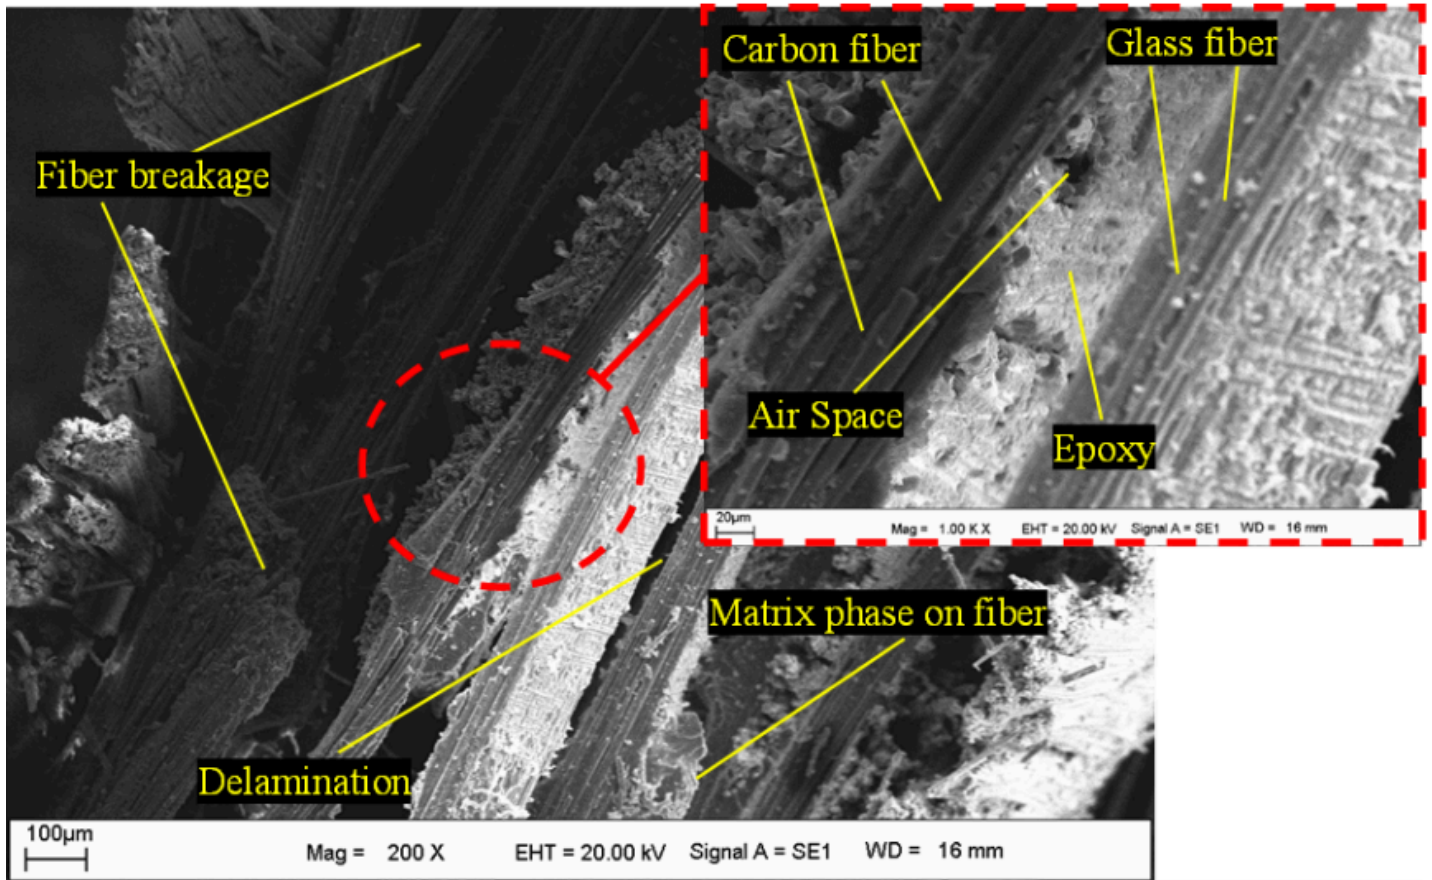 Carbon fiber
Glass fiber
Fiber breakage
Air Space
Epoxy
20µm
Mag = 1.00 K X EHT = 20.00 kV Signal A = SE1 WD = 16 mm
Matrix phase on fiber
Delamination
100µm
Mag = 200 X EHT = 20.00 kV Signal A = SE1 WD = 16 mm